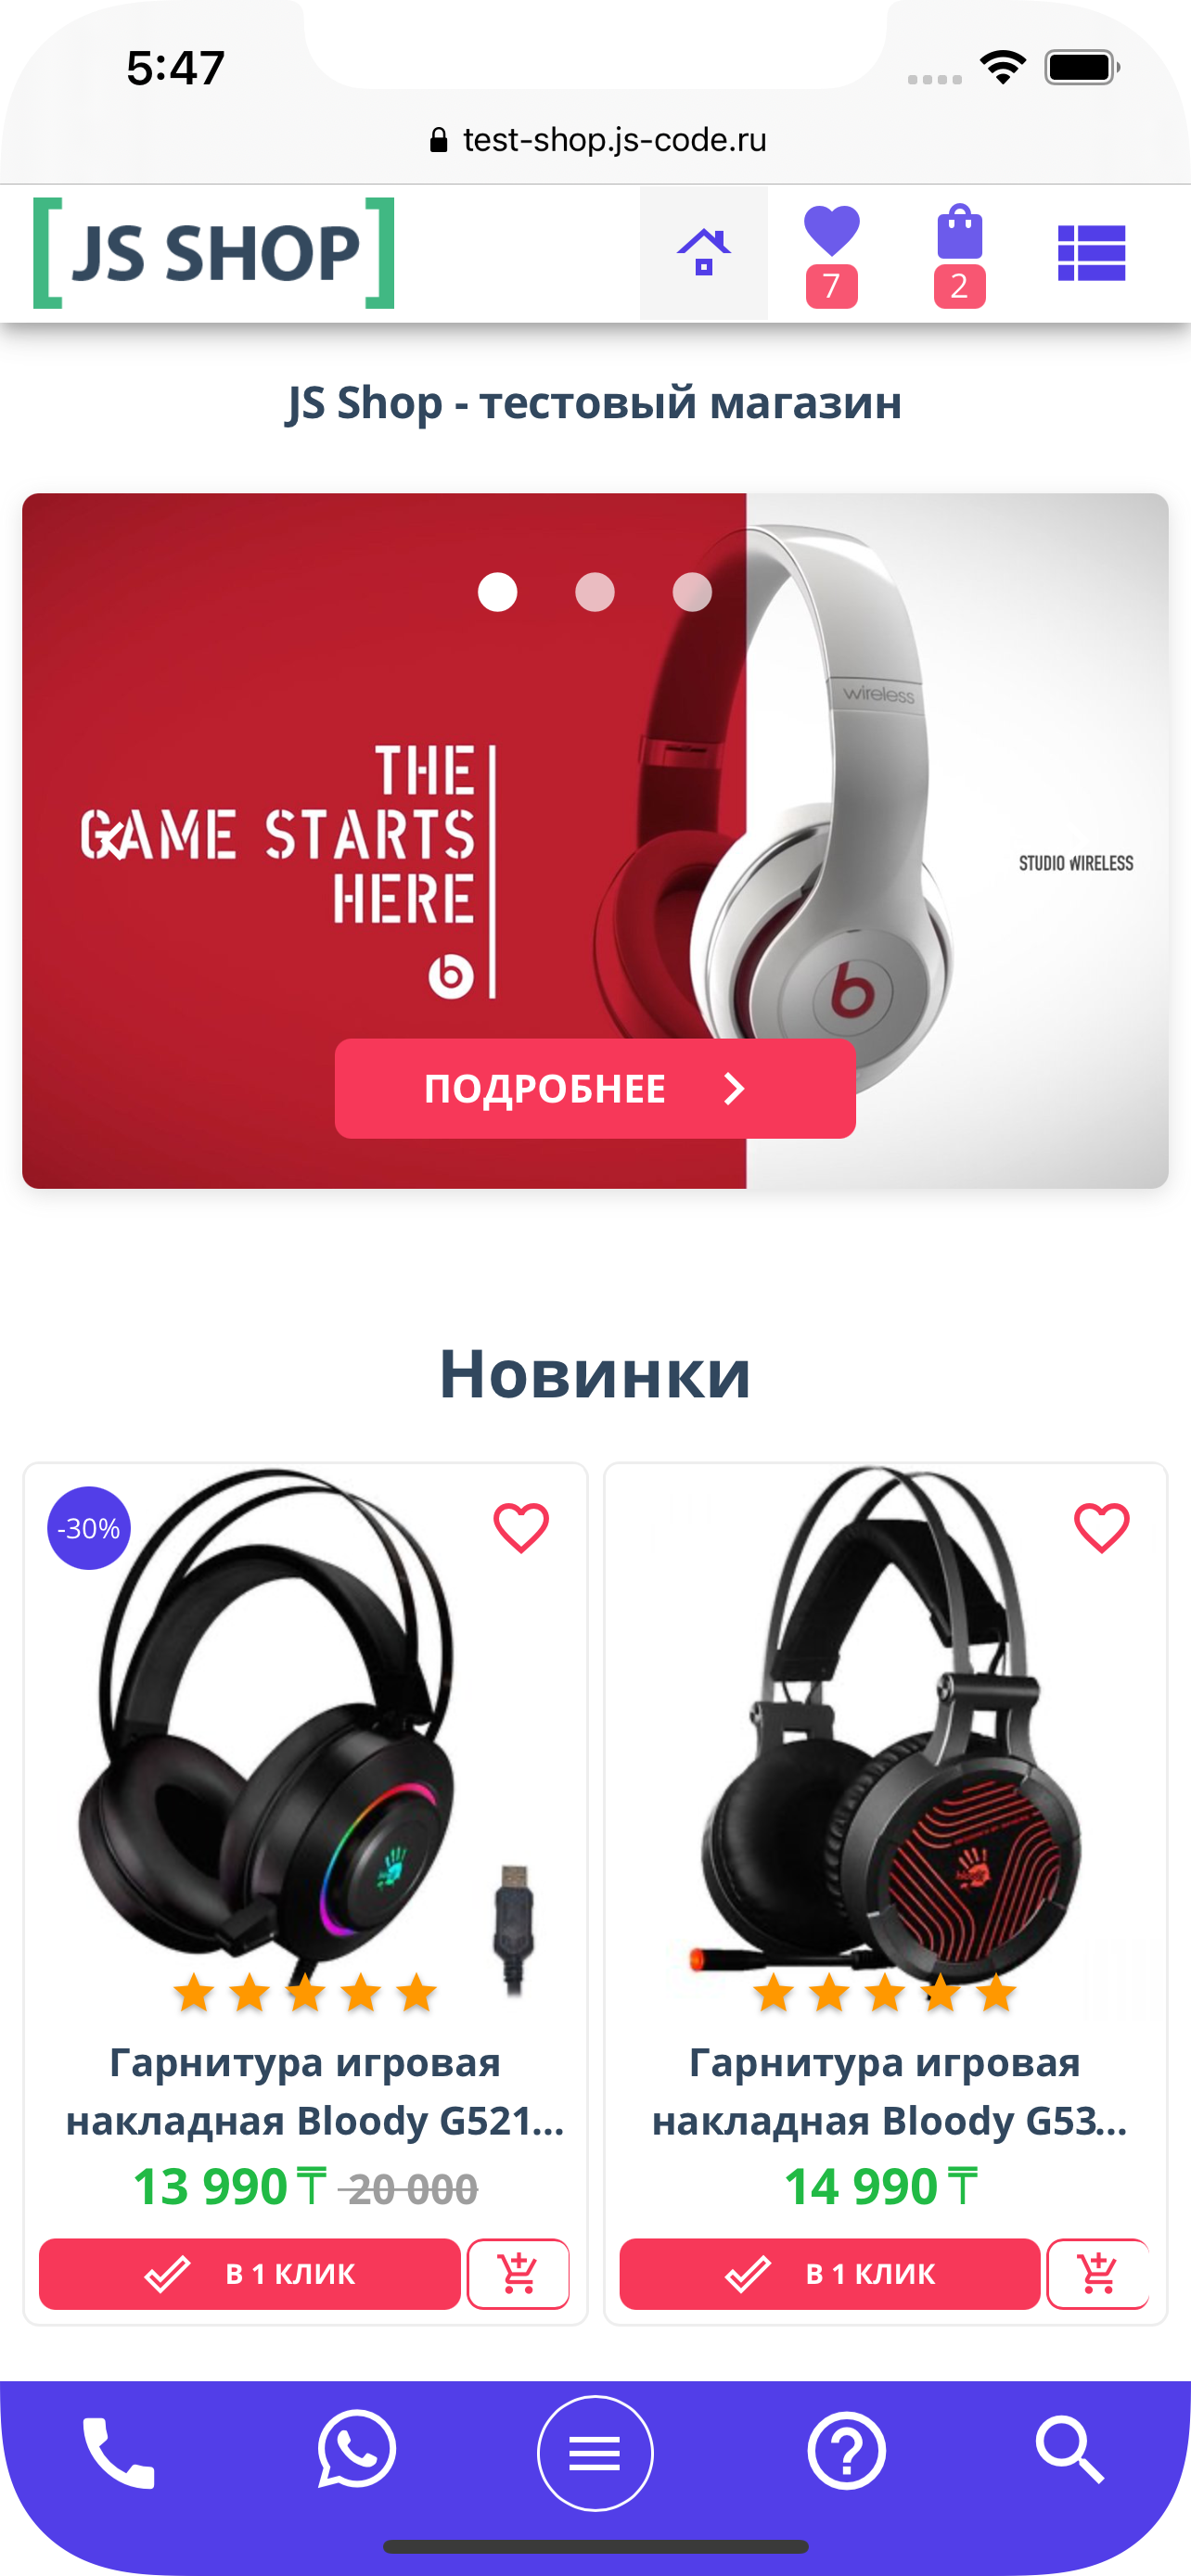 5:47
test-shop.js-code.ru
[JS SHOP]
7
2
JS Shop - тестовый магазин
wireless
THE
GAME STARTS
HERE
STUDIO WIRELESS
b
b
ПОДРОБНЕЕ
Новинки
-30%
bloody
Гарнитура игровая
накладная Bloody G521...
13 990 ₸ 20 000
В 1 КЛИК
Гарнитура игровая
накладная Bloody G53...
14 990 ₸
В 1 КЛИК